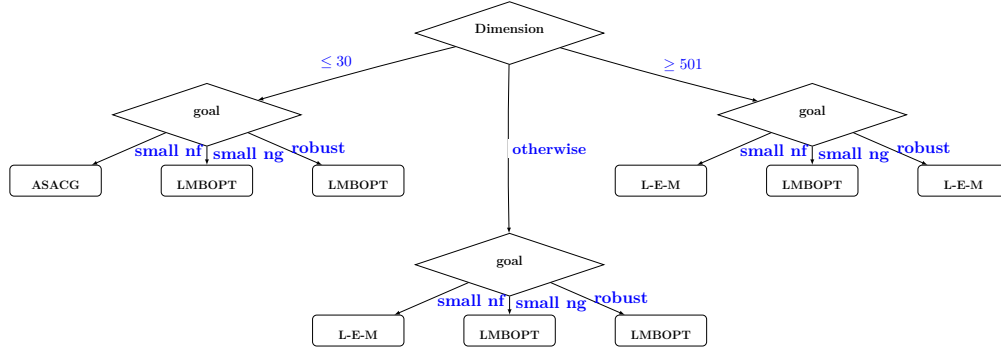 Dimension
≤ 30
≥ 501
goal
goal
small nf
small ng
robust
otherwise
small nf
small ng
robust
ASACG
LMBOPT
LMBOPT
L-E-M
LMBOPT
L-E-M
goal
small nf
small ng
robust
L-E-M
LMBOPT
LMBOPT